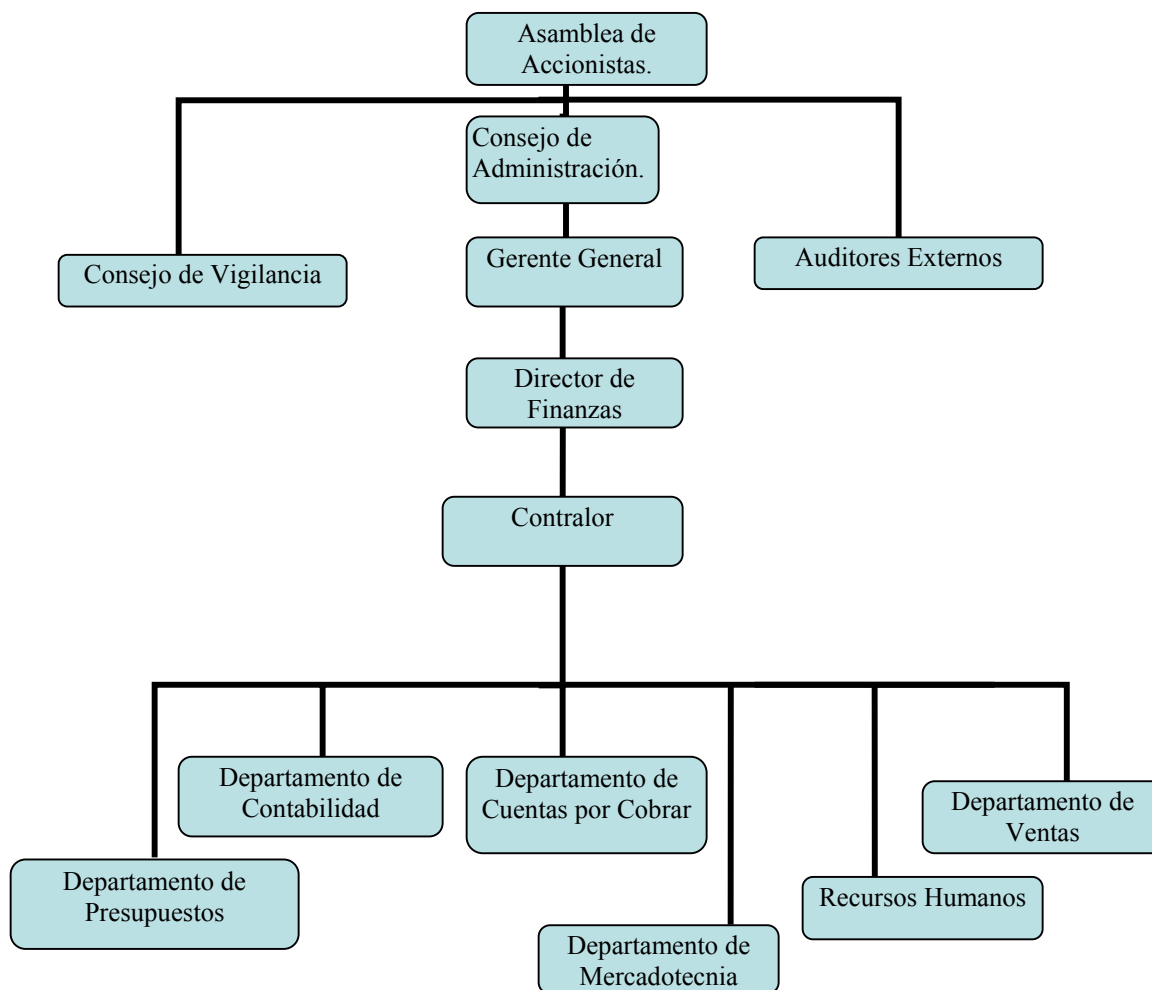 Asamblea de
Accionistas.
Consejo de
Administración.
Consejo de Vigilancia
Gerente General
Auditores Externos
Director de
Finanzas
Contralor
Departamento de
Contabilidad
Departamento de
Cuentas por Cobrar
Departamento de
Ventas
Departamento de
Presupuestos
Recursos Humanos
Departamento de
Mercadotecnia